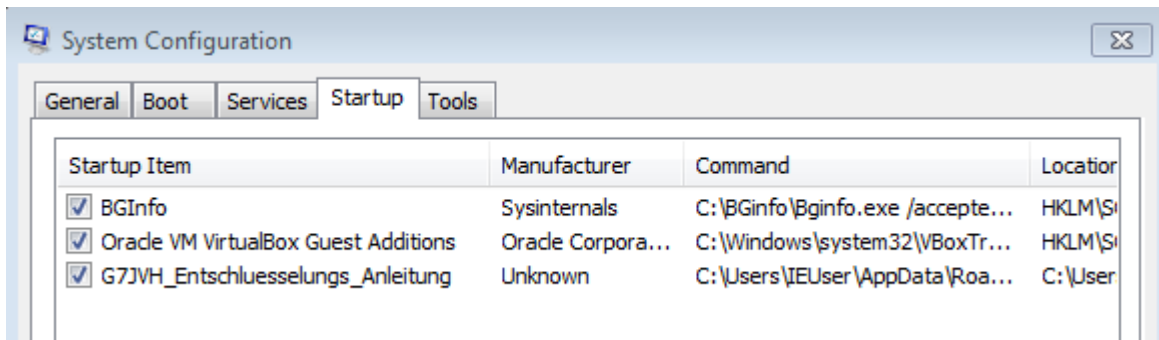 System Configuration
General Boot Services Startup Tools
Startup Item Manufacturer Command Location
BGInfo Sysinternals C:\BGinfo\Bginfo.exe /accepte... HKLM\S
Oracle VM VirtualBox Guest Additions Oracle Corpora... C:\Windows\system32\VBoxTr... HKLM\S
G7JVH_Entschluesselungs_Anleitung Unknown C:\Users\IEUser\AppData\Roa... C:\User